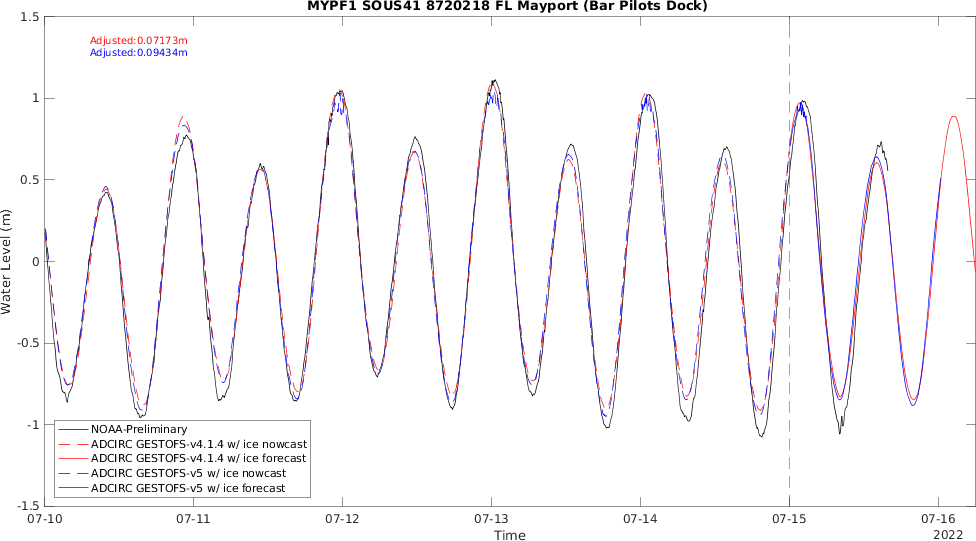 MYPF1 SOUS41 8720218 FL Mayport (Bar Pilots Dock)
1.5
Adjusted:0.07173m
Adjusted:0.09434m
1
0.5
0
-0.5
-1
-1.5
Water Level (m)
NOAA-Preliminary
ADCIRC GESTOFS-v4.1.4 w/ ice nowcast
ADCIRC GESTOFS-v4.1.4 w/ ice forecast
ADCIRC GESTOFS-v5 w/ ice nowcast
ADCIRC GESTOFS-v5 w/ ice forecast
07-10 07-11 07-12 07-13 07-14 07-15 07-16
Time
2022